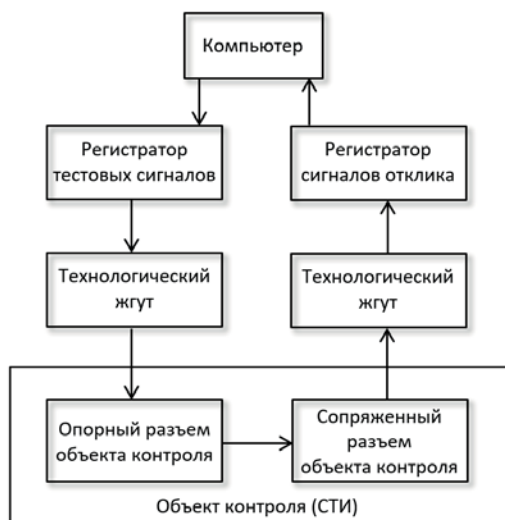 Компьютер
Регистратор
тестовых сигналов
Регистратор
сигналов отклика
Технологический
жгут
Технологический
жгут
Опорный разъем
объекта контроля
Сопряженный
разъем
объекта контроля
Объект контроля (СТИ)